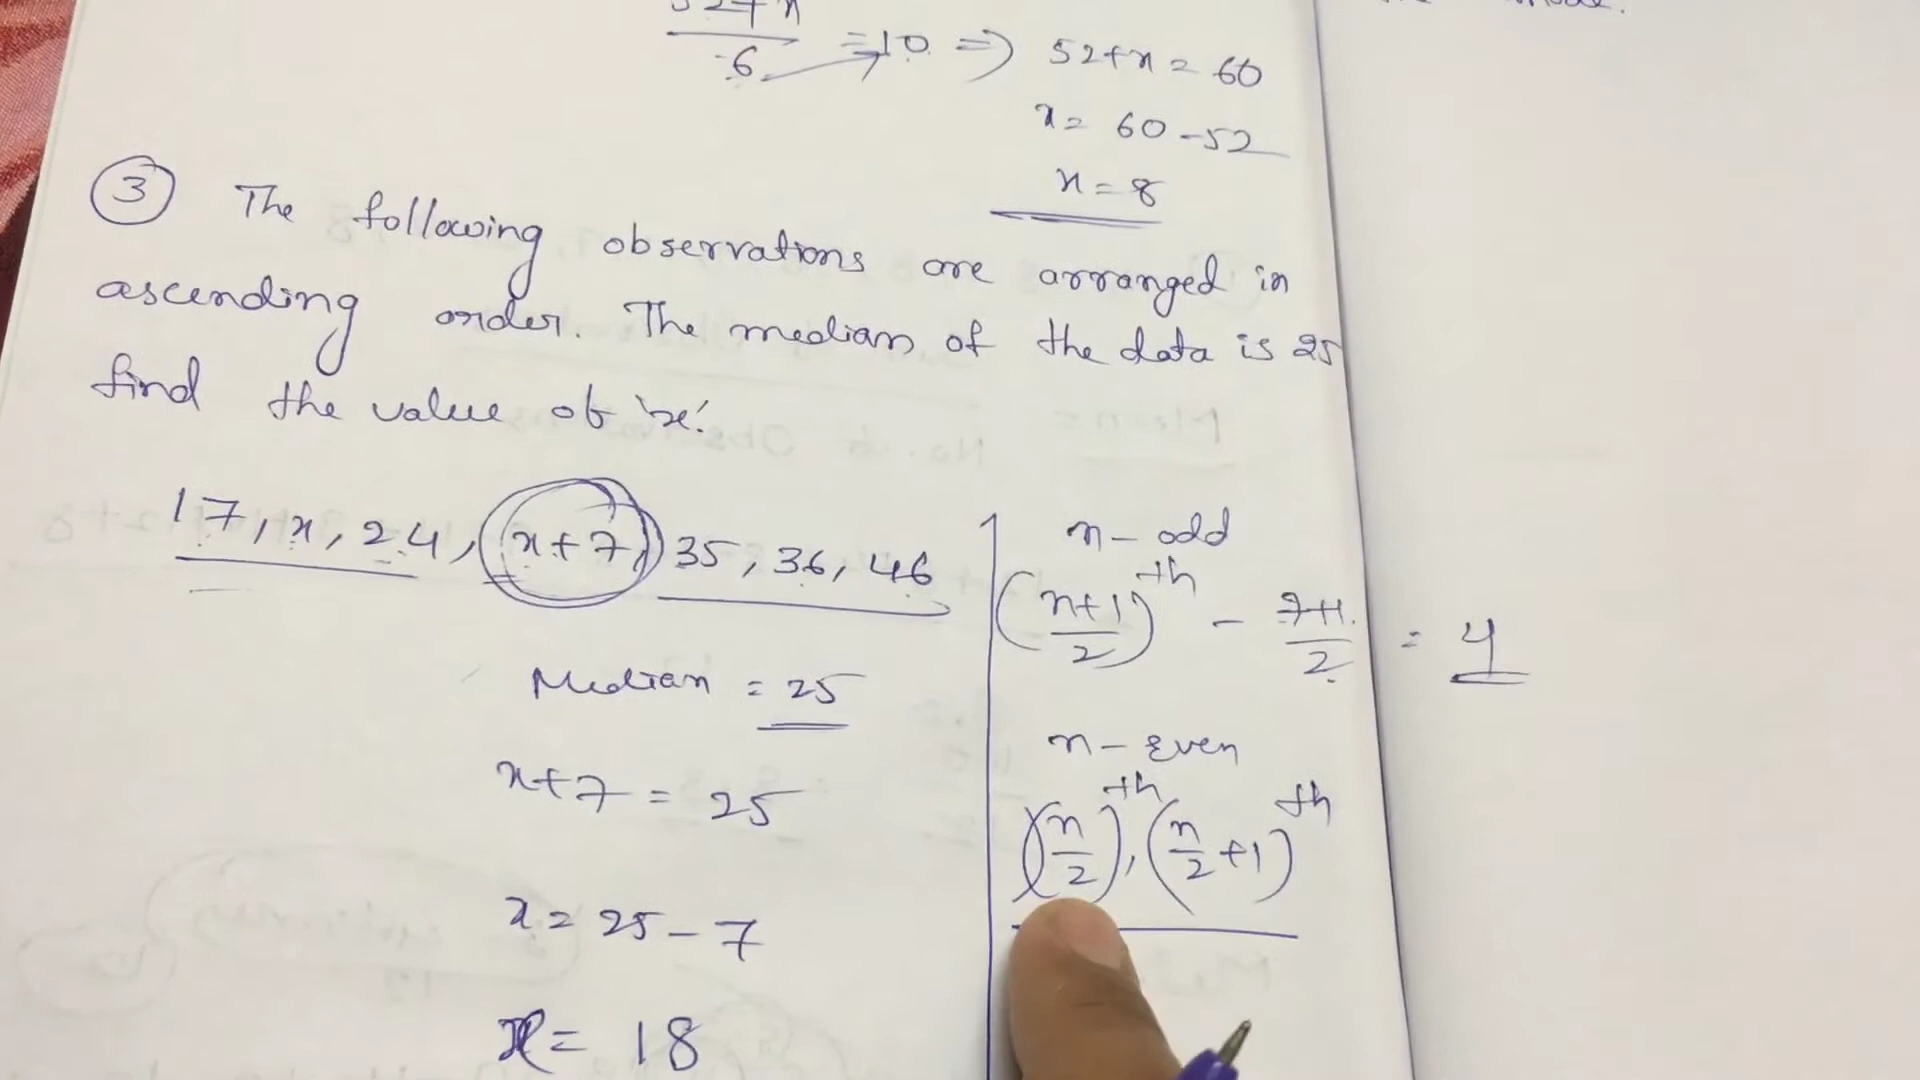 52+x
6 = 10 ⇒ 52+x = 60
x = 60 - 52
x = 8
③ The following observations are arranged in
ascending order. The median of the data is 25
find the value of 'x'.
17, x, 24, x+7, 35, 36, 46
Median = 25
x+7 = 25
x = 25 - 7
x = 18
n - odd
(n+1/2)th - 7+1/2 = 4
n - Even
(n/2)th, (n/2+1)th